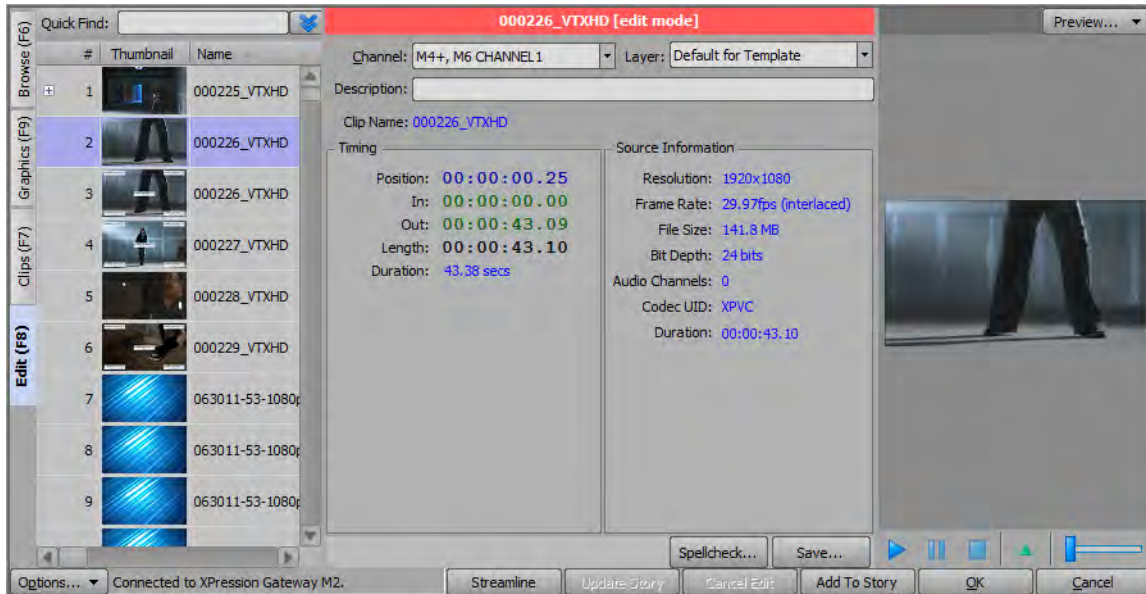 Quick Find:
000226_VTXHD [edit mode]
Preview...
Browse (F6)
Graphics (F9)
Clips (F7)
Edit (F8)
# Thumbnail Name
1 000225_VTXHD
2 000226_VTXHD
3 000226_VTXHD
4 000227_VTXHD
5 000228_VTXHD
6 000229_VTXHD
7 063011-53-1080p
8 063011-53-1080p
9 063011-53-1080p
Channel: M4+, M6 CHANNEL1 Layer: Default for Template
Description:
Clip Name: 000226_VTXHD
Timing
Position: 00:00:00.25
In: 00:00:00.00
Out: 00:00:43.09
Length: 00:00:43.10
Duration: 43.38 secs
Source Information
Resolution: 1920x1080
Frame Rate: 29.97fps (interlaced)
File Size: 141.8 MB
Bit Depth: 24 bits
Audio Channels: 0
Codec UID: XPVC
Duration: 00:00:43.10
Spellcheck... Save...
Options... Connected to XPression Gateway M2. Streamline Update Story Cancel Edit Add To Story OK Cancel